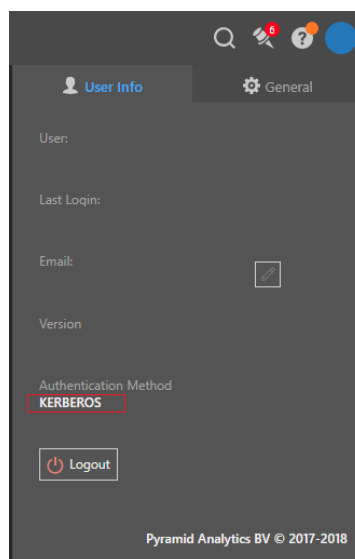 6
?
User Info
General
User:
Last Login:
Email:
Version
Authentication Method
KERBEROS
Logout
Pyramid Analytics BV © 2017-2018